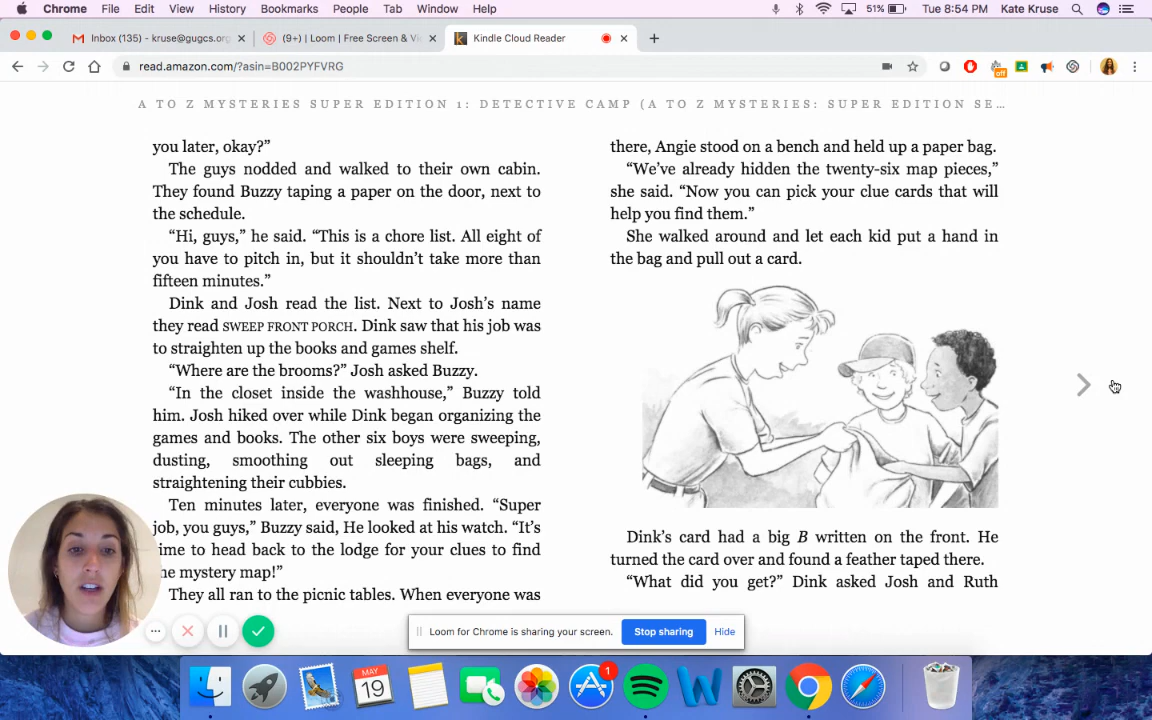 Chrome File Edit View History Bookmarks People Tab Window Help 51% Tue 8:54 PM Kate Kruse
Inbox (135) - kruse@gugcs.org
(9+) Loom | Free Screen & Vi
Kindle Cloud Reader
read.amazon.com/?asin=B002PYFVRG
off
A TO Z MYSTERIES SUPER EDITION 1: DETECTIVE CAMP (A TO Z MYSTERIES: SUPER EDITION SE...
you later, okay?”
The guys nodded and walked to their own cabin.
They found Buzzy taping a paper on the door, next to
the schedule.
“Hi, guys,” he said. “This is a chore list. All eight of
you have to pitch in, but it shouldn’t take more than
fifteen minutes.”
Dink and Josh read the list. Next to Josh’s name
they read SWEEP FRONT PORCH. Dink saw that his job was
to straighten up the books and games shelf.
“Where are the brooms?” Josh asked Buzzy.
“In the closet inside the washhouse,” Buzzy told
him. Josh hiked over while Dink began organizing the
games and books. The other six boys were sweeping,
dusting, smoothing out sleeping bags, and
straightening their cubbies.
Ten minutes later, everyone was finished. “Super
job, you guys,” Buzzy said, He looked at his watch. “It’s
time to head back to the lodge for your clues to find
the mystery map!”
They all ran to the picnic tables. When everyone was
there, Angie stood on a bench and held up a paper bag.
“We’ve already hidden the twenty-six map pieces,”
she said. “Now you can pick your clue cards that will
help you find them.”
She walked around and let each kid put a hand in
the bag and pull out a card.
Dink’s card had a big B written on the front. He
turned the card over and found a feather taped there.
“What did you get?” Dink asked Josh and Ruth
Loom for Chrome is sharing your screen. Stop sharing Hide
MAY
19
1